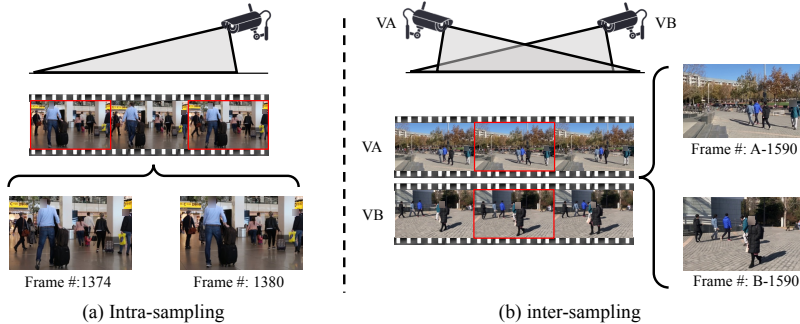 Frame #:1374
Frame #: 1380
(a) Intra-sampling
VA
VB
VA
VB
Frame #: A-1590
Frame #: B-1590
(b) inter-sampling